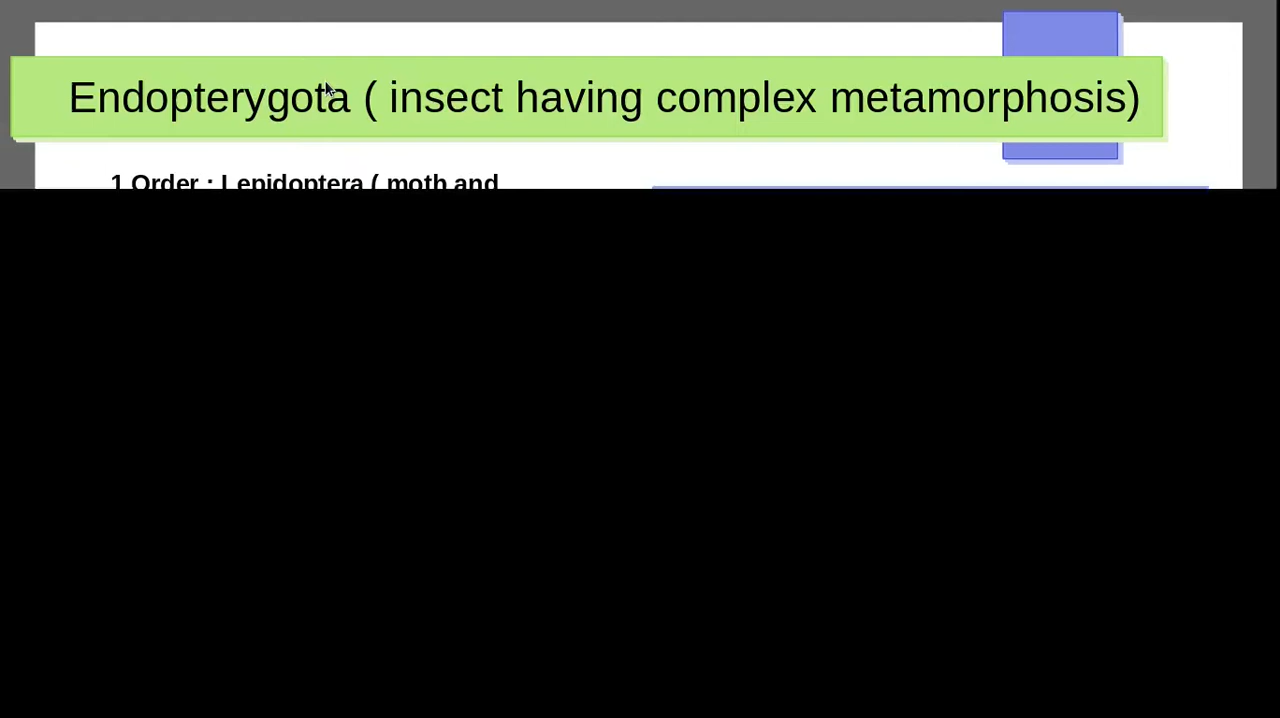 Endopterygota ( insect having complex metamorphosis)
1 Order : Lepidoptera ( moth and